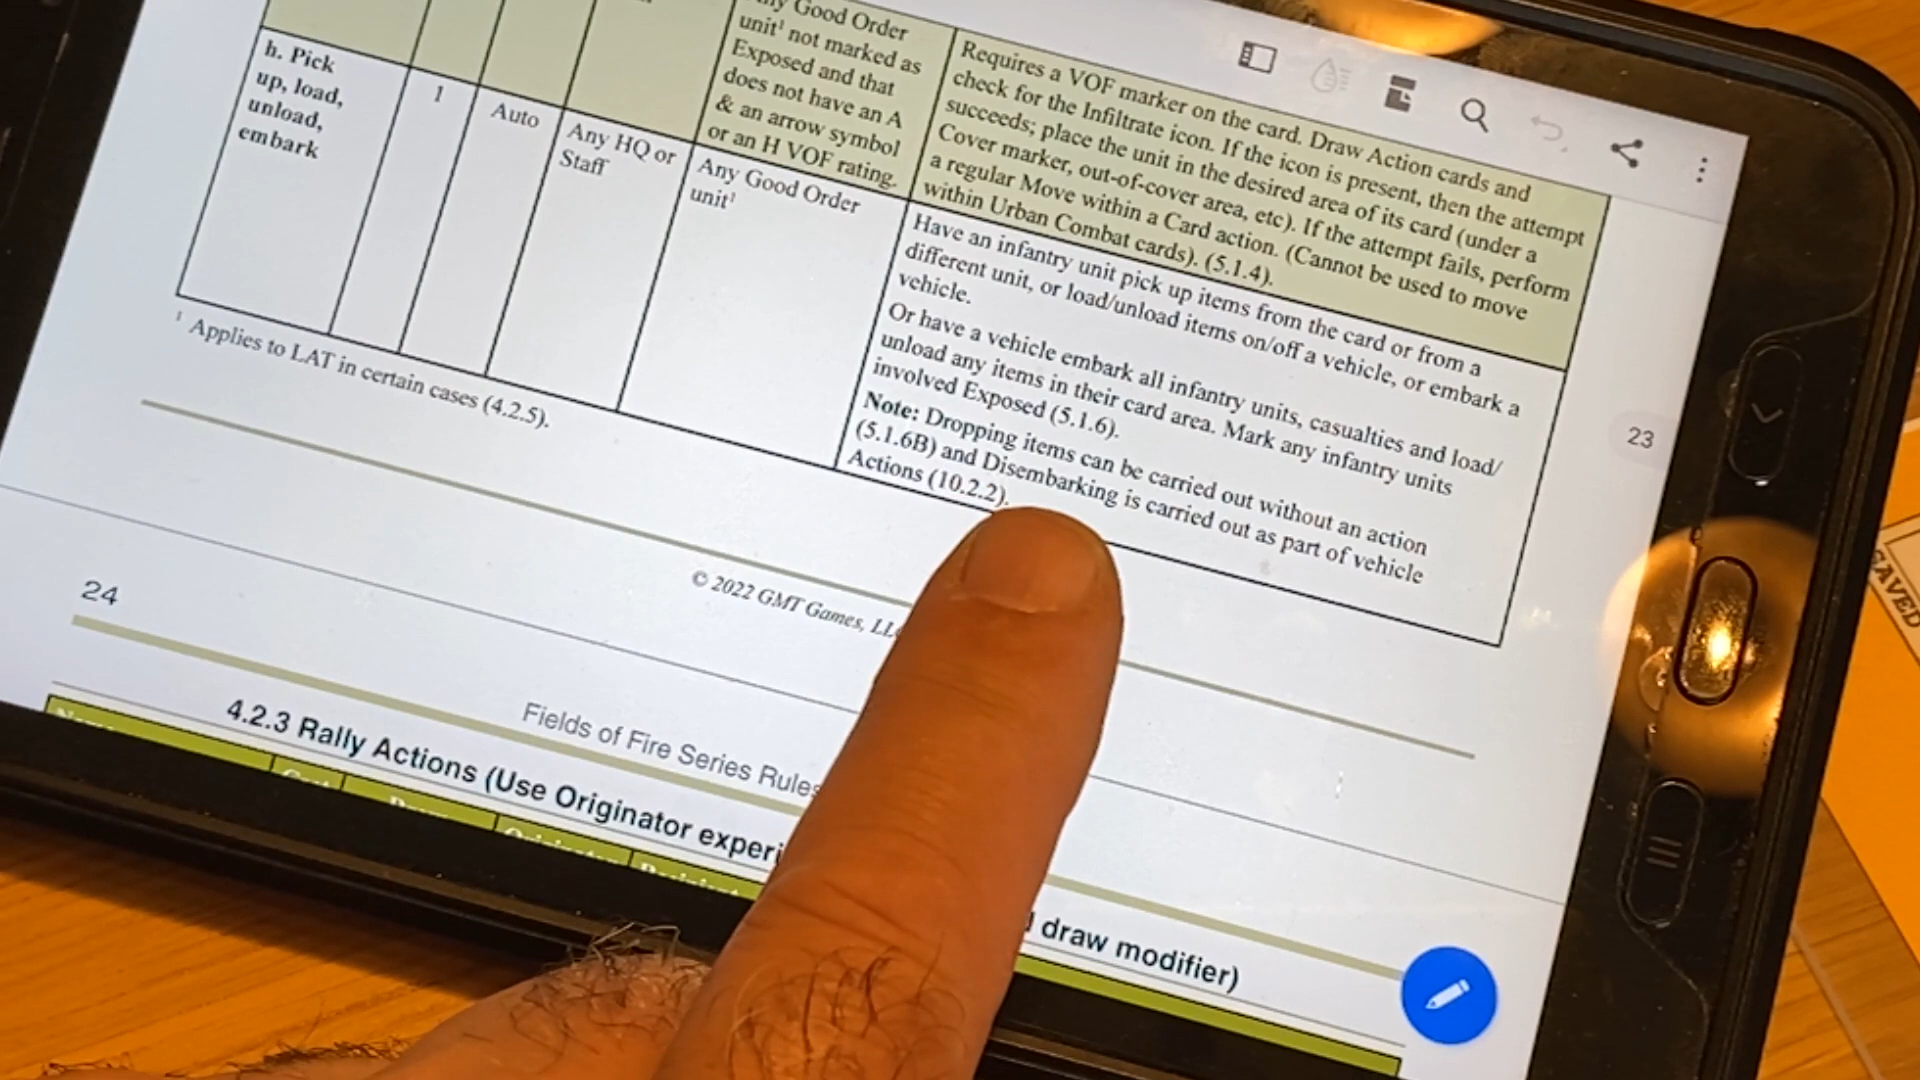 Good Order
unit¹ not marked as
Exposed and that
does not have an A
& an arrow symbol
or an H VOF rating.
Requires a VOF marker on the card. Draw Action cards and
check for the Infiltrate icon. If the icon is present, then the attempt
succeeds; place the unit in the desired area of its card (under a
Cover marker, out-of-cover area, etc). If the attempt fails, perform
a regular Move within a Card action. (Cannot be used to move
within Urban Combat cards). (5.1.4).
h. Pick
up, load,
unload,
embark
1
Auto
Any HQ or
Staff
Any Good Order
unit¹
Have an infantry unit pick up items from the card or from a
different unit, or load/unload items on/off a vehicle, or embark a
vehicle.
Or have a vehicle embark all infantry units, casualties and load/
unload any items in their card area. Mark any infantry units
involved Exposed (5.1.6).
Note: Dropping items can be carried out without an action
(5.1.6B) and Disembarking is carried out as part of vehicle
Actions (10.2.2).
¹ Applies to LAT in certain cases (4.2.5).
23
© 2022 GMT Games,
24
Fields of Fire Series Rules
4.2.3 Rally Actions (Use Originator
draw modifier)
SAVED